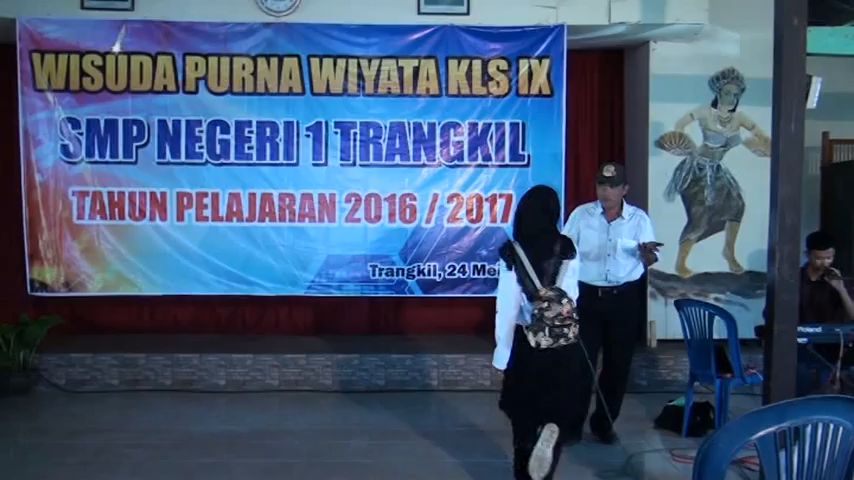 WISUDA PURNA WIYATA KLS IX
SMP NEGERI 1 TRANGKIL
TAHUN PELAJARAN 2016 / 2017
Trangkil, 24 Mei
Roland